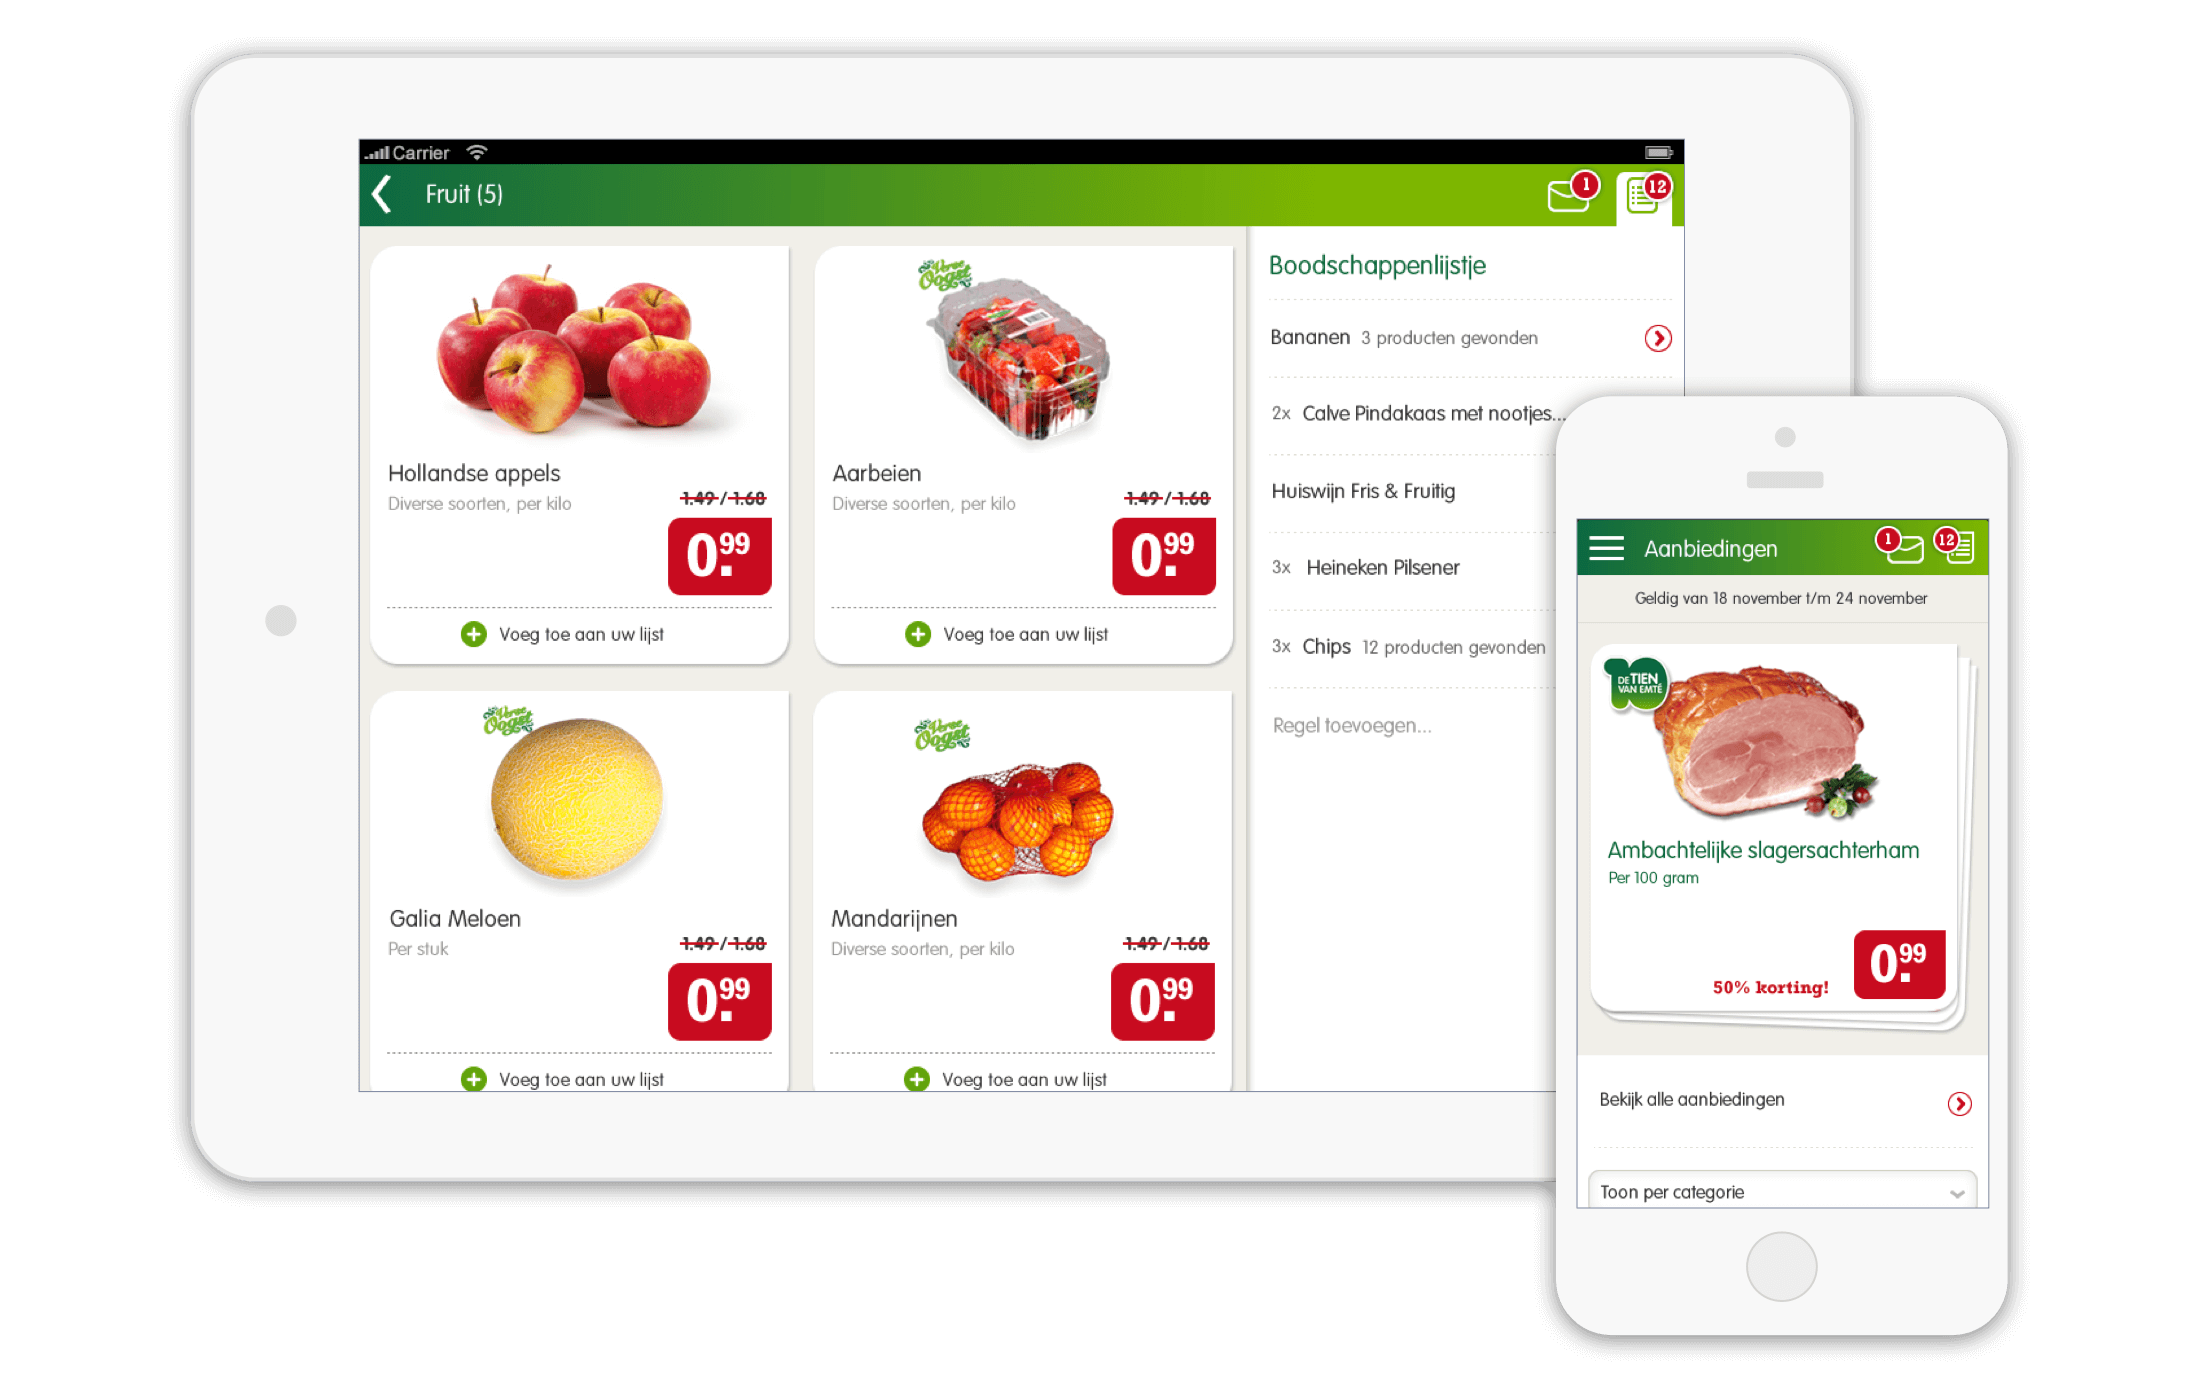 Carrier
Fruit (5)
1
12
Verse
Oogst
Hollandse appels
Diverse soorten, per kilo
1.49 / 1.68
0.99
Voeg toe aan uw lijst
Aarbeien
Diverse soorten, per kilo
1.49 / 1.68
0.99
Voeg toe aan uw lijst
Verse
Oogst
Galia Meloen
Per stuk
1.49 / 1.68
0.99
Voeg toe aan uw lijst
Verse
Oogst
Mandarijnen
Diverse soorten, per kilo
1.49 / 1.68
0.99
Voeg toe aan uw lijst
Boodschappenlijstje
Bananen 3 producten gevonden
2x Calve Pindakaas met nootjes...
Huiswijn Fris & Fruitig
3x Heineken Pilsener
3x Chips 12 producten gevonden
Regel toevoegen...
Aanbiedingen
1
12
Geldig van 18 november t/m 24 november
10
DE TIEN
VAN EMTÉ
Ambachtelijke slagersachterham
Per 100 gram
50% korting!
0.99
Bekijk alle aanbiedingen
Toon per categorie